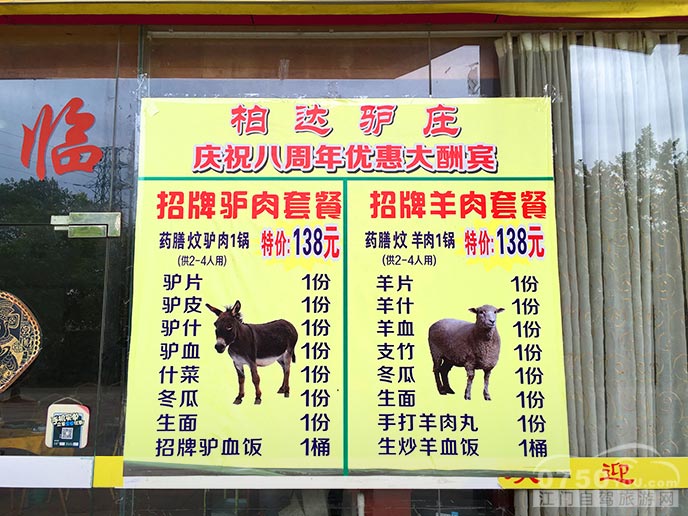 临
柏达驴庄
庆祝八周年优惠大酬宾
招牌驴肉套餐
药膳炆驴肉1锅 特价:138元
(供2-4人用)
驴片 1份
驴皮 1份
驴什 1份
驴血 1份
什菜 1份
冬瓜 1份
生面 1份
招牌驴血饭 1桶
招牌羊肉套餐
药膳炆 羊肉1锅 特价:138元
(供2-4人用)
羊片 1份
羊什 1份
羊血 1份
支竹 1份
冬瓜 1份
生面 1份
手打羊肉丸 1份
生炒羊血饭 1桶
迎
江门自驾旅游网